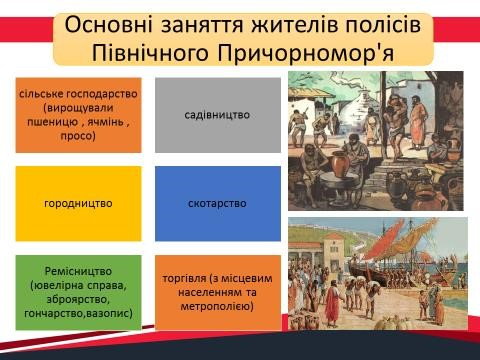 Основні заняття жителів полісів
Північного Причорномор'я
сільське господарство
(вирощували
пшеницю , ячмінь ,
просо)
садівництво
городництво
скотарство
Ремісництво
(ювелірна справа,
зброярство,
гончарство,вазопис)
торгівля (з місцевим
населенням та
метрополією)